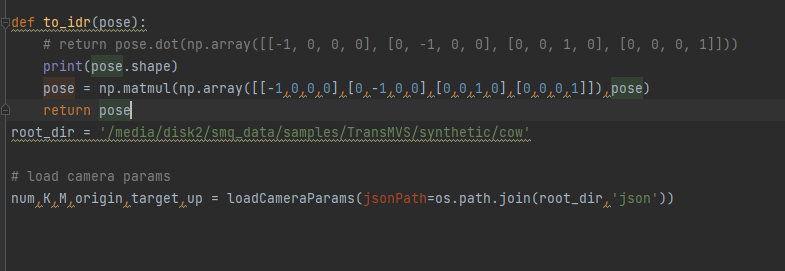 def to_idr(pose):
    # return pose.dot(np.array([[-1, 0, 0, 0], [0, -1, 0, 0], [0, 0, 1, 0], [0, 0, 0, 1]]))
    print(pose.shape)
    pose = np.matmul(np.array([[-1,0,0,0],[0,-1,0,0],[0,0,1,0],[0,0,0,1]]),pose)
    return pose
root_dir = '/media/disk2/smq_data/samples/TransMVS/synthetic/cow'
# load camera params
num,K,M,origin,target,up = loadCameraParams(jsonPath=os.path.join(root_dir,'json'))